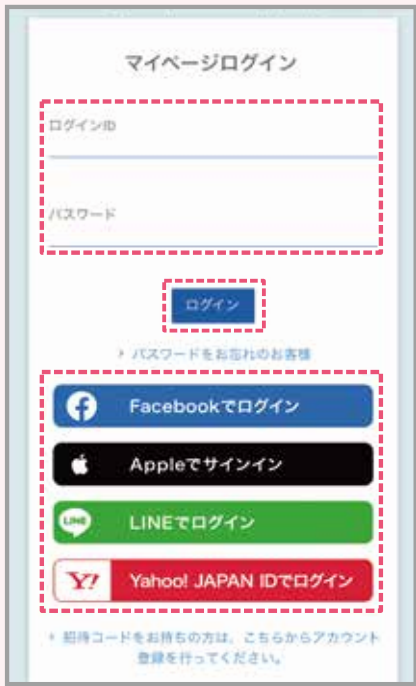 マイページログイン
ログインID
パスワード
ログイン
パスワードをお忘れのお客様
Facebookでログイン
Appleでサインイン
LINE
LINEでログイン
Y!
Yahoo! JAPAN IDでログイン
招待コードをお持ちの方は、こちらからアカウント
登録を行ってください。